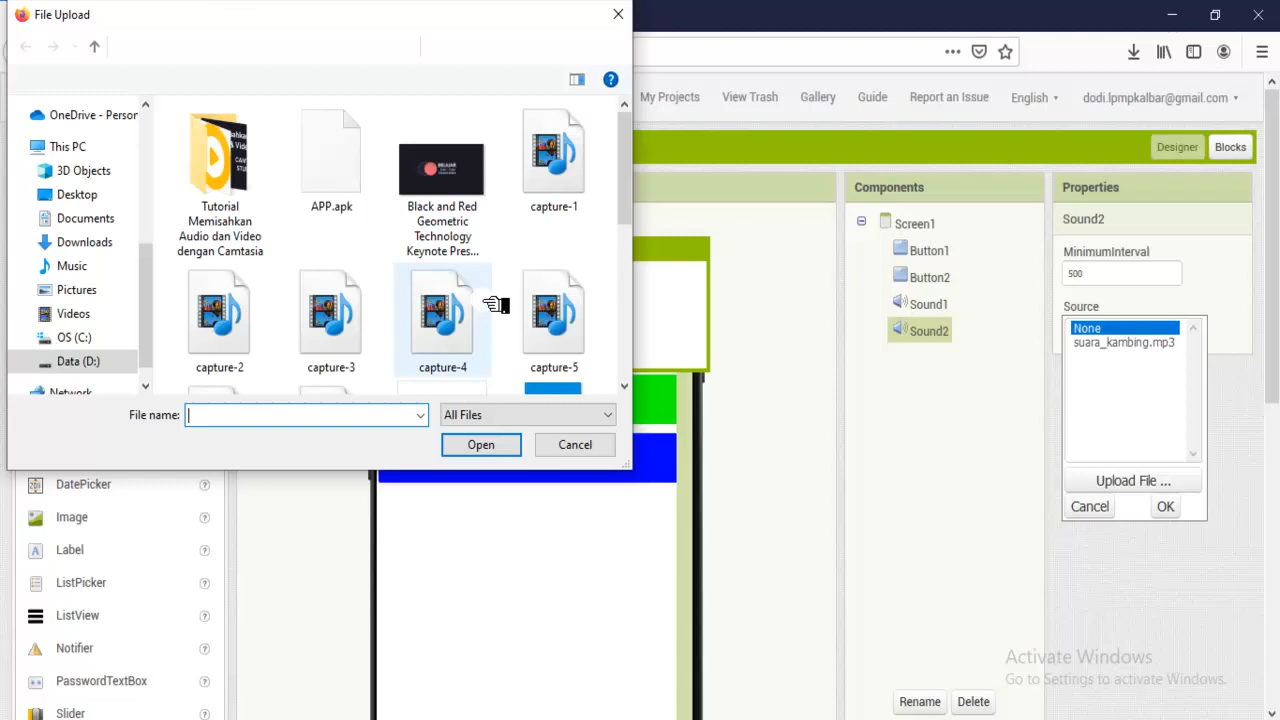 File Upload
OneDrive - Person
This PC
3D Objects
Desktop
Documents
Downloads
Music
Pictures
Videos
OS (C:)
Data (D:)
Network
Tutorial
Memisahkan
Audio dan Video
dengan Camtasia
APP.apk
Black and Red
Geometric
Technology
Keynote Pres...
capture-1
capture-2
capture-3
capture-4
capture-5
File name:
All Files
Open
Cancel
My Projects
View Trash
Gallery
Guide
Report an Issue
English
dodi.lpmpkalbar@gmail.com
Designer
Blocks
Components
Screen1
Button1
Button2
Sound1
Sound2
Rename
Delete
Properties
Sound2
MinimumInterval
500
Source
None
suara_kambing.mp3
Upload File ...
Cancel
OK
DatePicker
Image
Label
ListPicker
ListView
Notifier
PasswordTextBox
Slider
Activate Windows
Go to Settings to activate Windows.